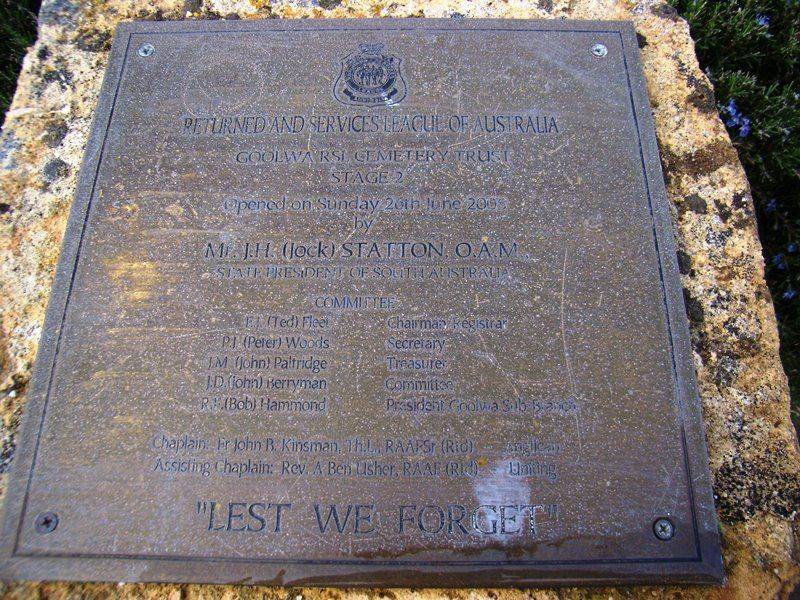 RETURNED AND SERVICES LEAGUE OF AUSTRALIA
GOOLWA RSL CEMETERY TRUST
STAGE 2
Opened on Sunday 26th June 2005
by
Mr. J.H. (Jock) STATTON, O.A.M.
STATE PRESIDENT OF SOUTH AUSTRALIA
COMMITTEE
(Ted) Fleet Chairman/Registrar
P.J. (Peter) Woods Secretary
J.M. (John) Paltridge Treasurer
J.D. (John) Berryman Committee
(Bob) Hammond President Goolwa Sub-Branch
Chaplain: Fr John B. Kinsman, Th.L., RAAFSR (Rtd) Anglican
Assisting Chaplain: Rev. A Ben Usher, RAAF (Rtd) Uniting
"LEST WE FORGET"